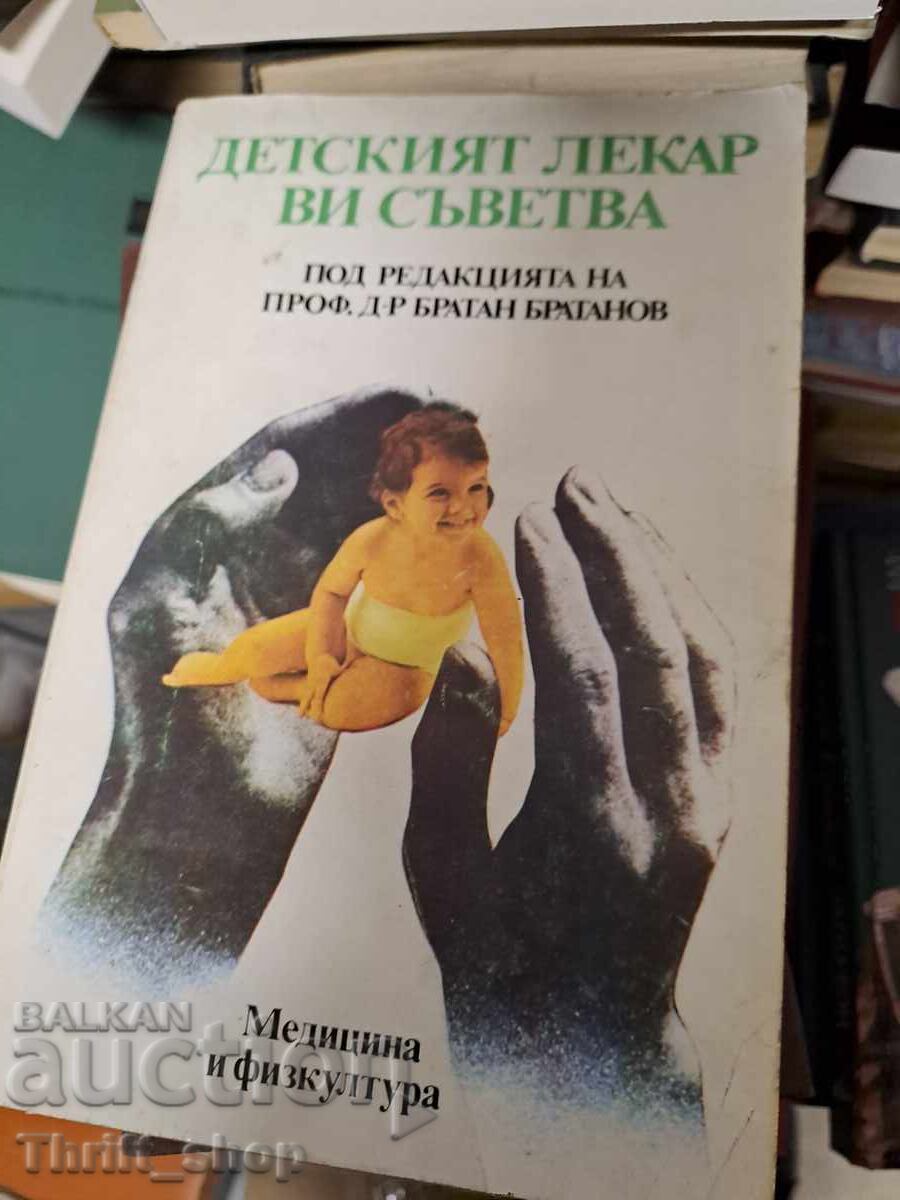 ДЕТСКИЯТ ЛЕКАР
ВИ СЪВЕТВА
ПОД РЕДАКЦИЯТА НА
ПРОФ. Д-Р БРАТАН БРАТАНОВ
Медицина
и физкултура
BALKAN
auction
Thrift_shop